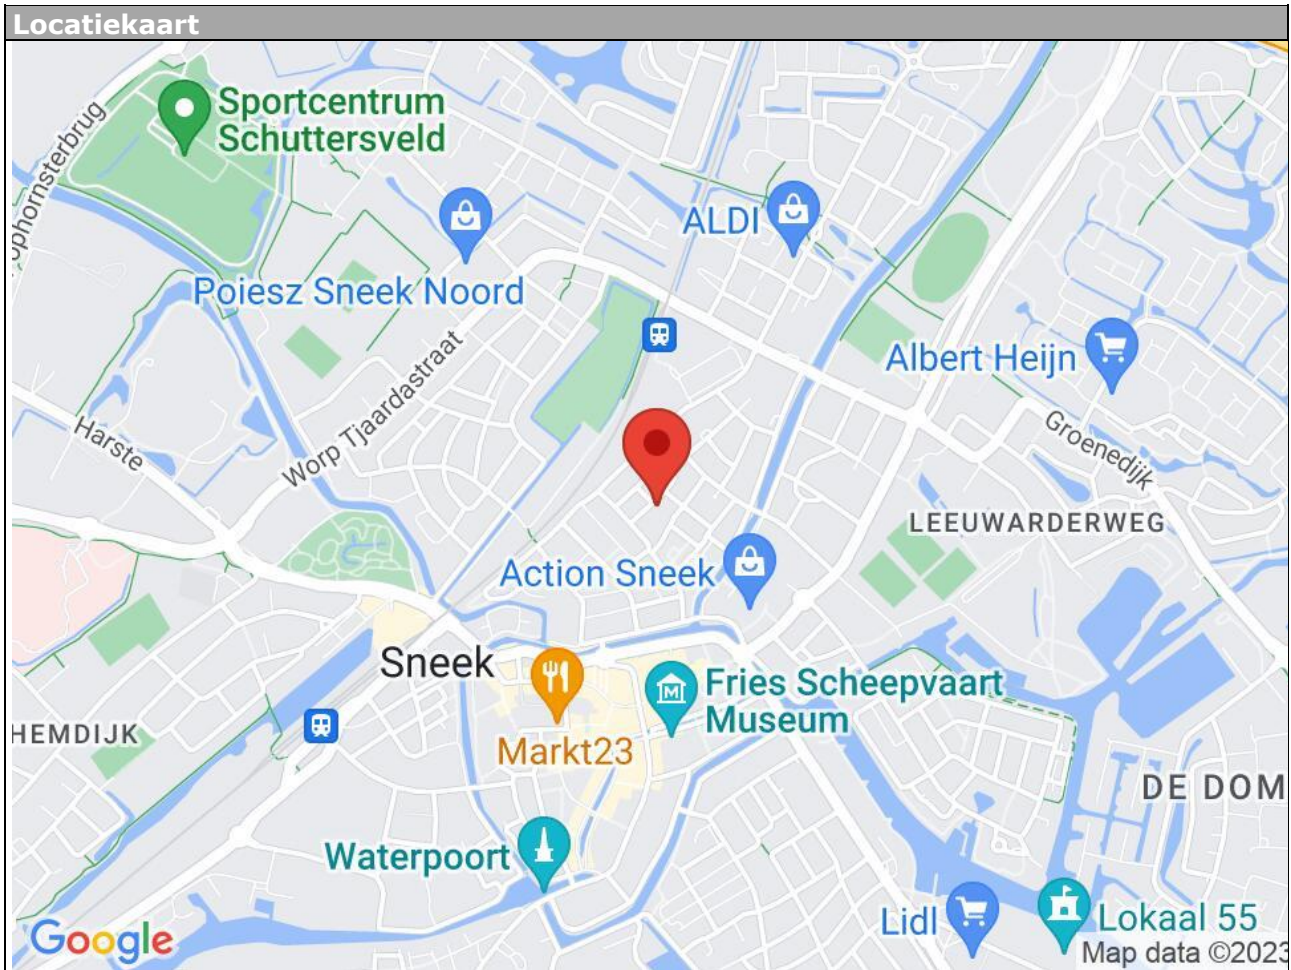 Locatiekaart
Sportcentrum
Schuttersveld
ophornsterbrug
ALDI
Poiesz Sneek Noord
Worp Tjaardastraat
Albert Heijn
Harste
Groenedijk
LEEUWARDERWEG
Action Sneek
Sneek
Fries Scheepvaart
Museum
HEMDIJK
Markt23
DE DOM
Waterpoort
Lidl
Lokaal 55
Google
Map data ©2023